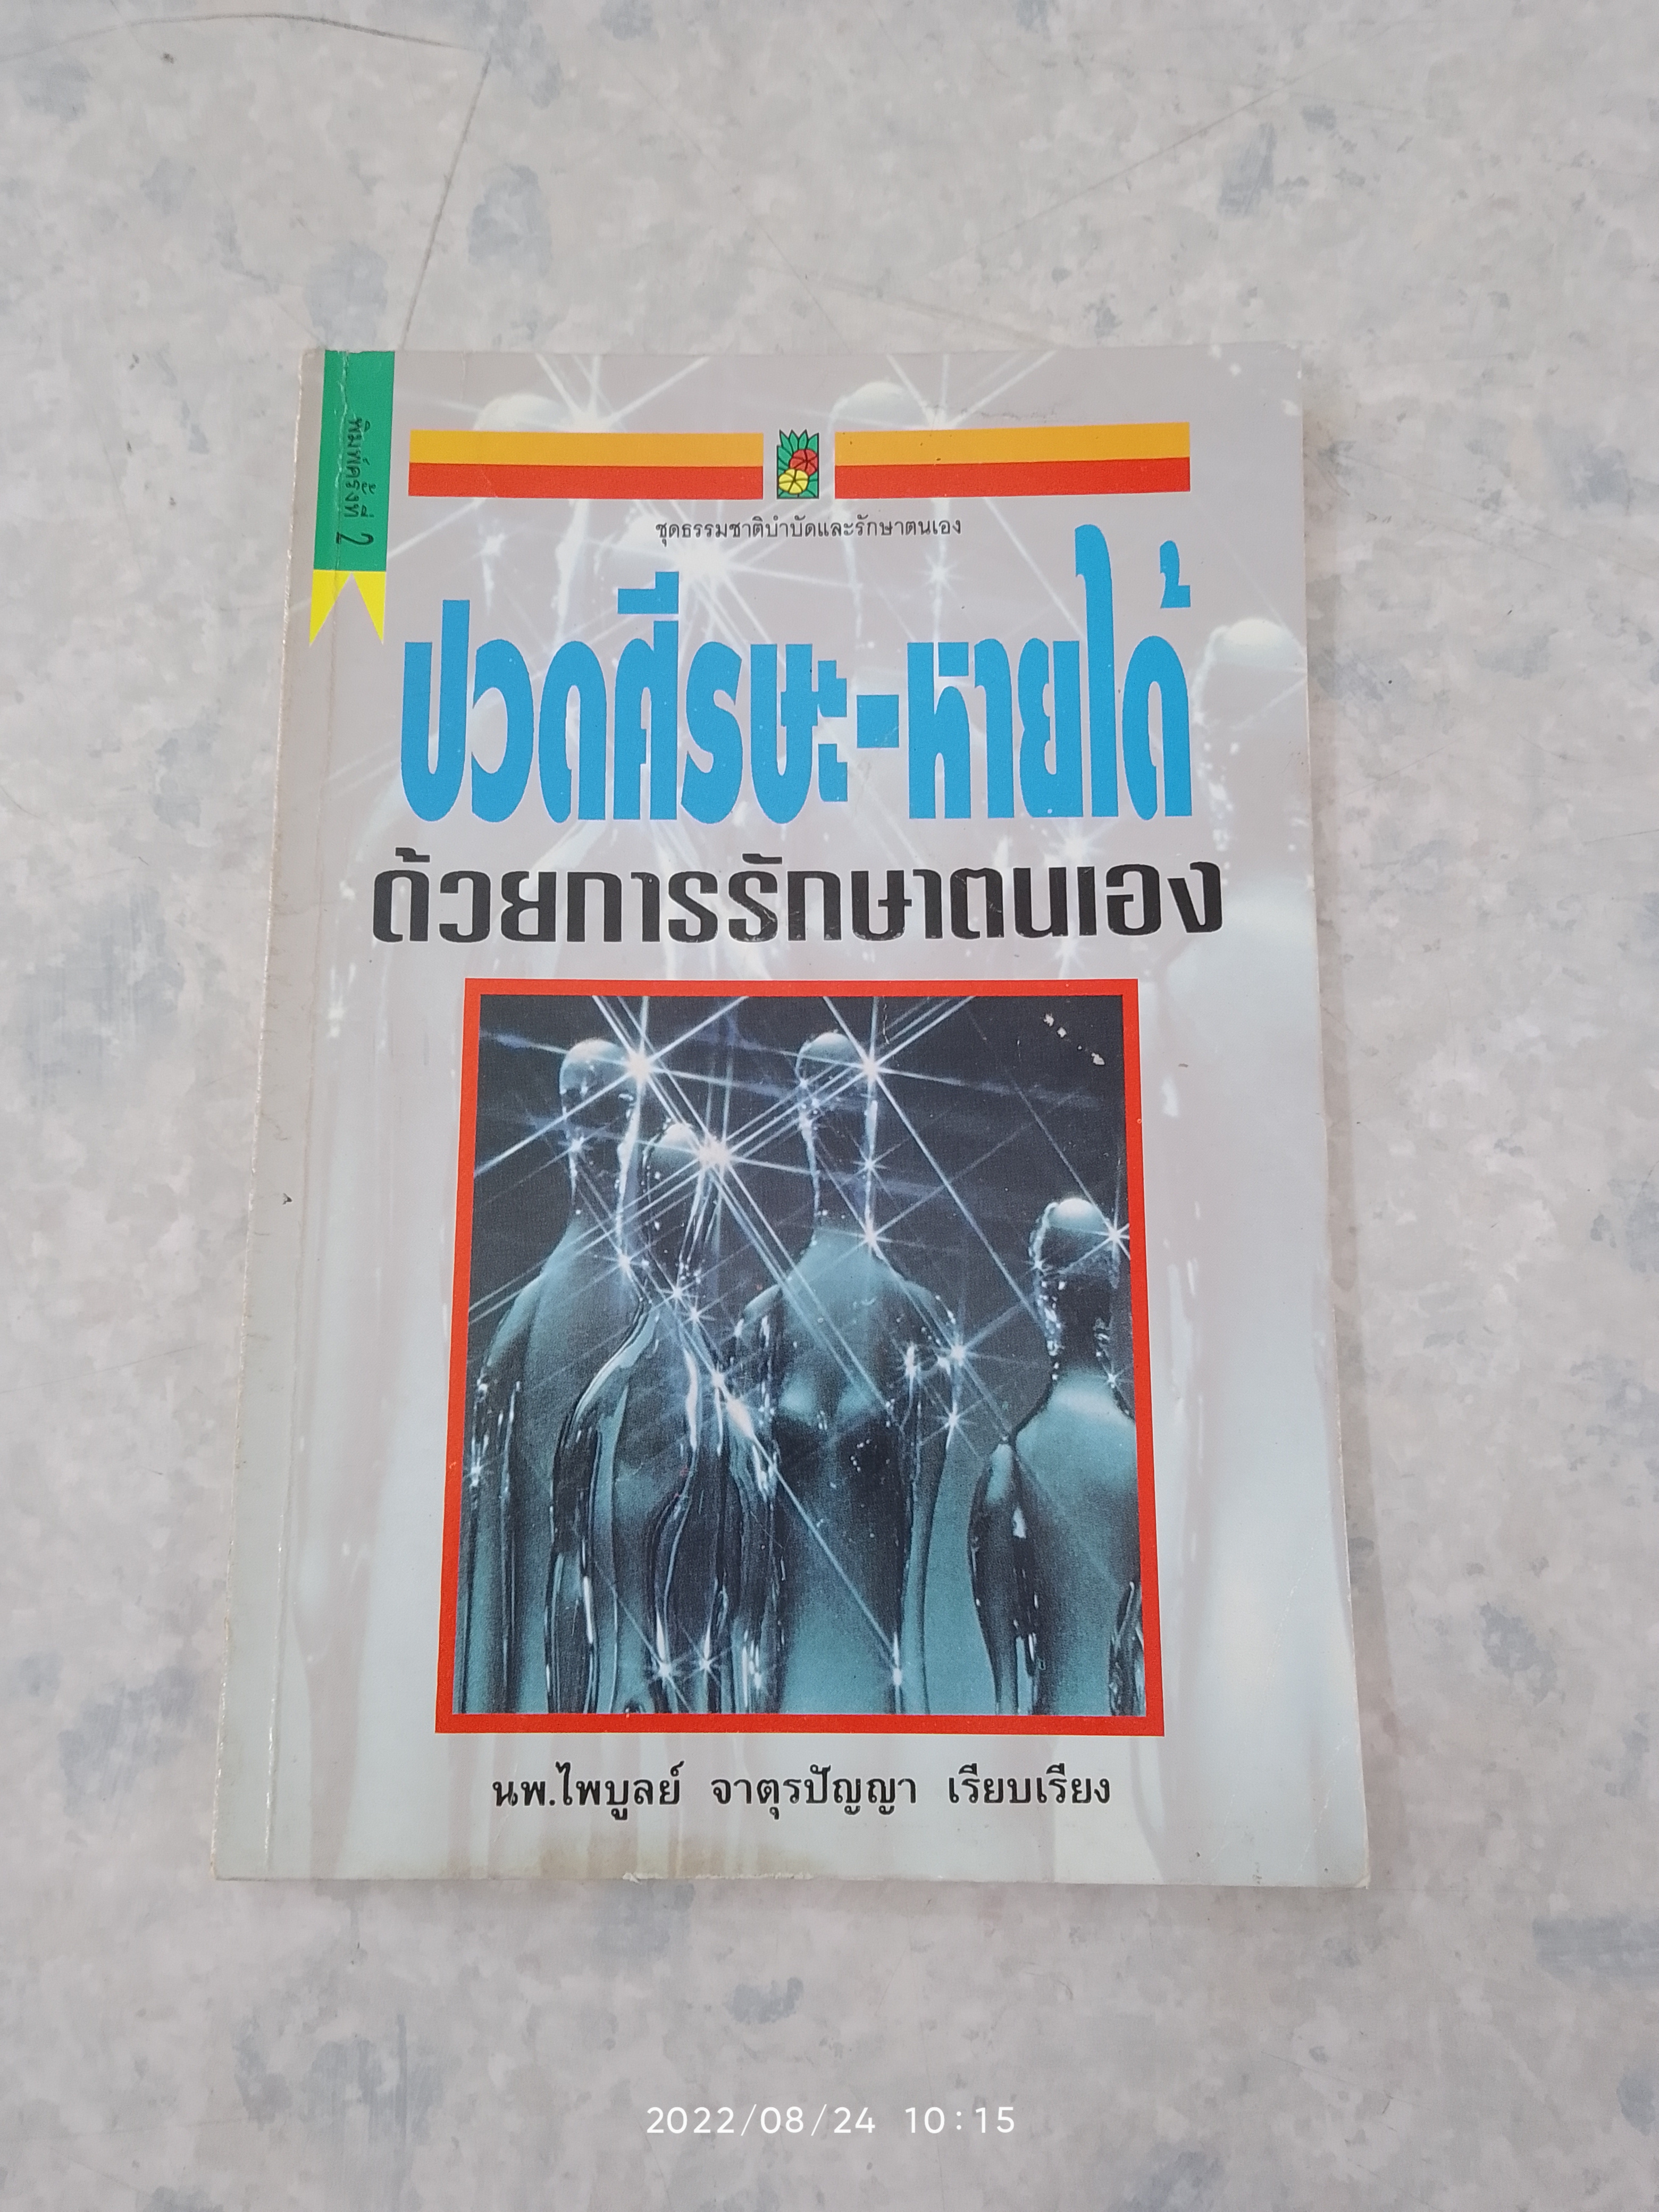 พิมพ์ครั้งที่ 2
ชุดธรรมชาติบำบัดและรักษาตนเอง
ปวดศีรษะ-หายได้
ด้วยการรักษาตนเอง
นพ.ไพบูลย์ จาตุรปัญญา เรียบเรียง
2022/08/24 10:15